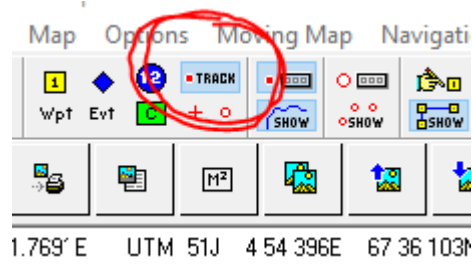 Map Options Moving Map Navigati
1 12 TRACK
Wpt Evt C SHOW SHOW SHOW
M²
1.769' E UTM 51J 4 54 396E 67 36 103N